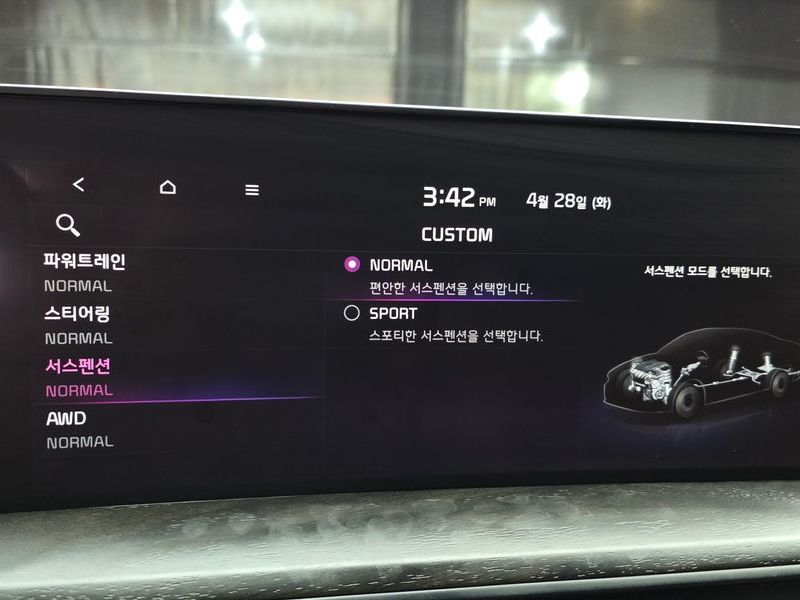 3:42 PM 4월 28일 (화)
CUSTOM
파워트레인
NORMAL
스티어링
NORMAL
서스펜션
NORMAL
AWD
NORMAL
NORMAL
편안한 서스펜션을 선택합니다.
SPORT
스포티한 서스펜션을 선택합니다.
서스펜션 모드를 선택합니다.